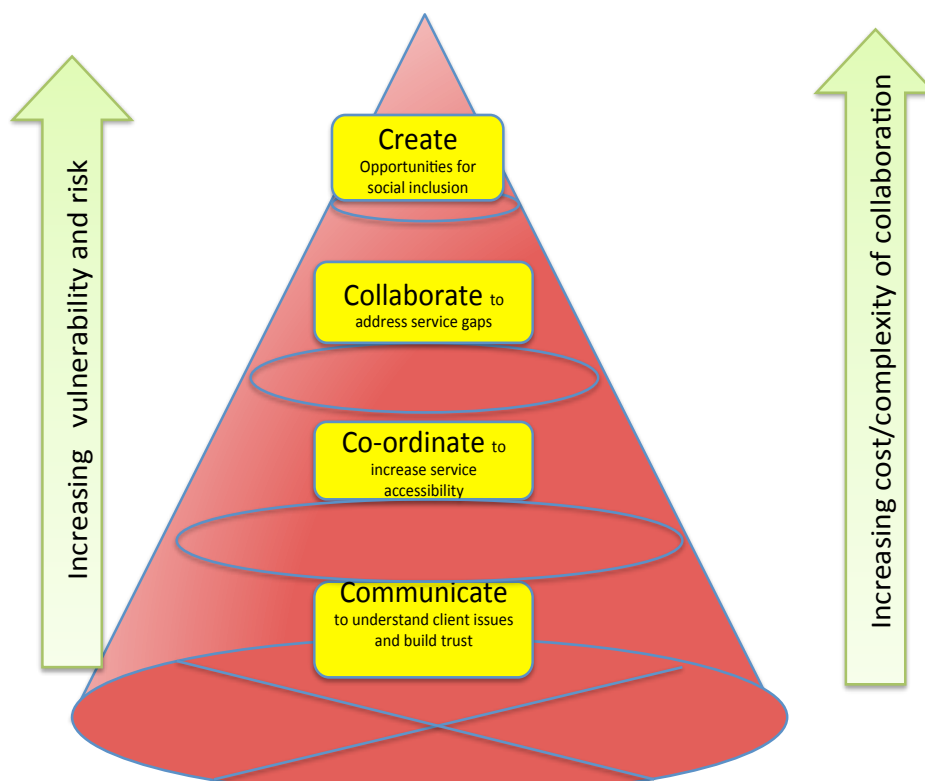 Create
Opportunities for
social inclusion
Collaborate to
address service gaps
Co-ordinate to
increase service
accessibility
Communicate
to understand client issues
and build trust
Increasing vulnerability and risk
Increasing cost/complexity of collaboration